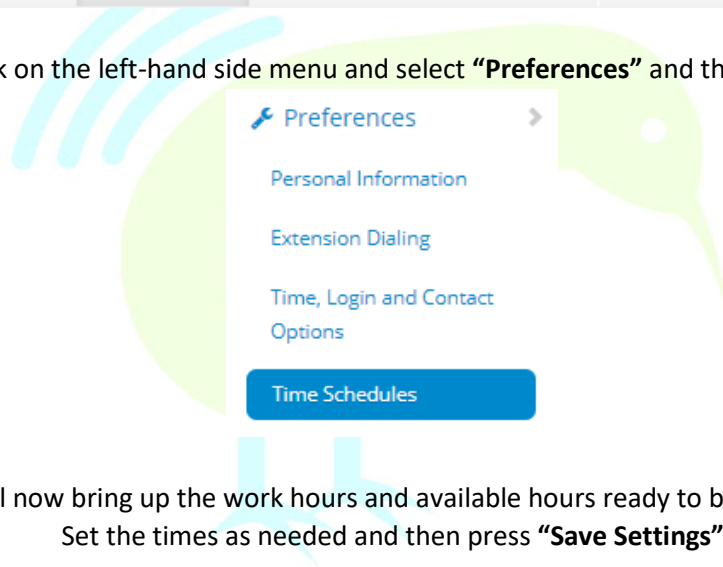 on the left-hand side menu and select “Preferences” and
Preferences
Personal Information
Extension Dialing
Time, Login and Contact
Options
Time Schedules
now bring up the work hours and available hours ready to
Set the times as needed and then press “Save Settings”